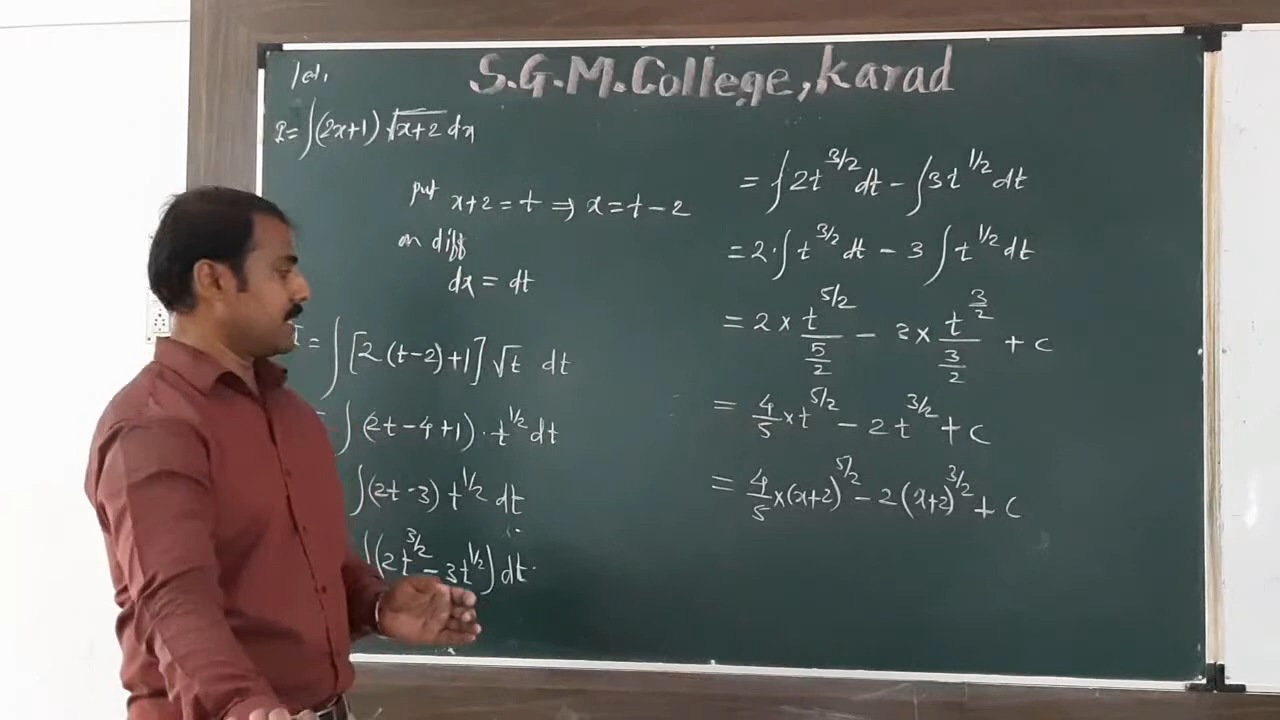 S.G.M. College, Karad
let,
I = ∫(2x+1) √(x+2) dx
put x+2 = t ⇒ x = t − 2
on diff
dx = dt
I = ∫ [2(t−2)+1] √t dt
= ∫ (2t−4+1) · t^{1/2} dt
∫(2t−3) t^{1/2} dt
∫(2t^{3/2} − 3t^{1/2}) dt.
= ∫ 2t^{3/2} dt − ∫ 3t^{1/2} dt
= 2·∫ t^{3/2} dt − 3 ∫ t^{1/2} dt
= 2 × t^{5/2} / (5/2) − 3 × t^{3/2} / (3/2) + c
= 4/5 × t^{5/2} − 2t^{3/2} + c
= 4/5 × (x+2)^{5/2} − 2(x+2)^{3/2} + c